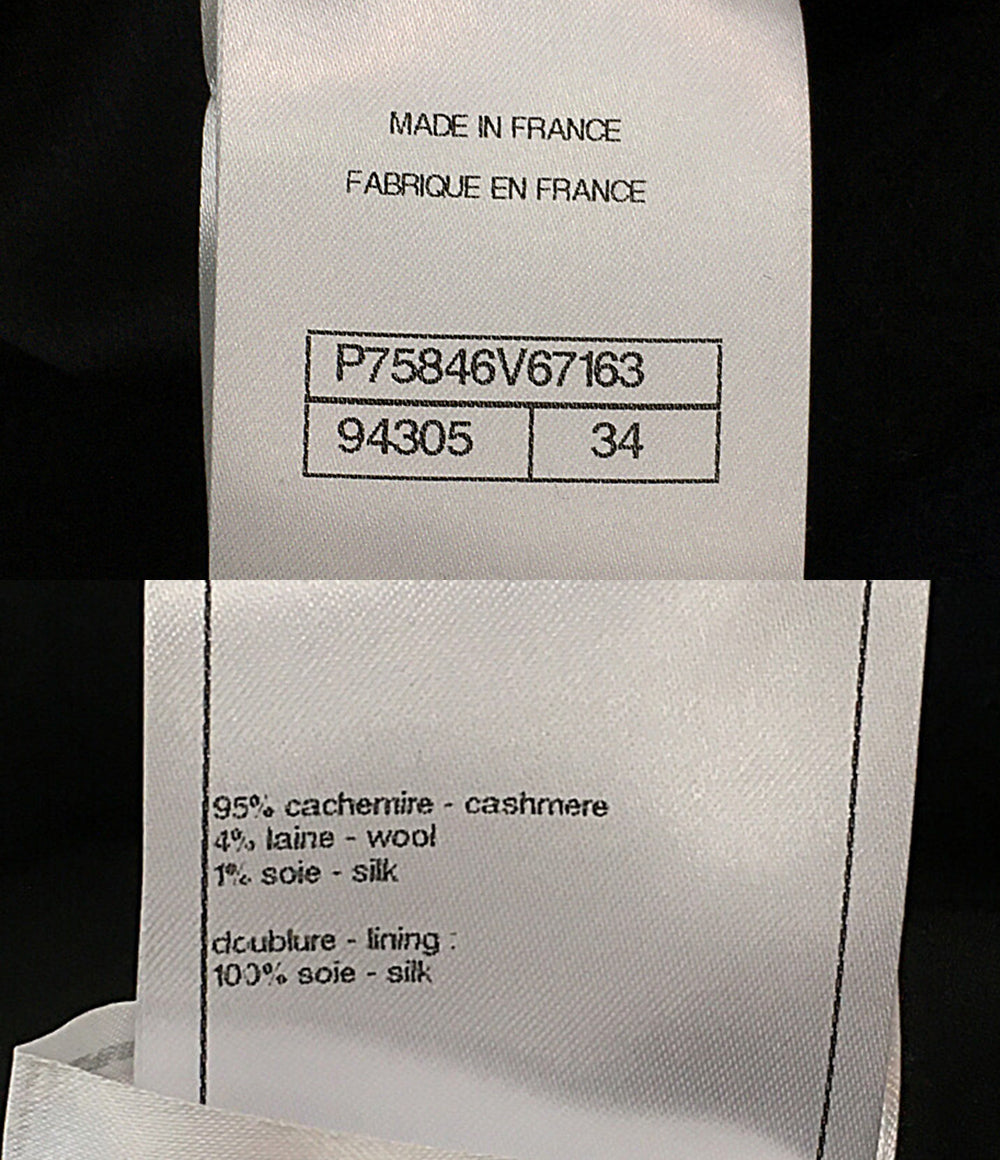 MADE IN FRANCE
FABRIQUE EN FRANCE
P75846V67163
94305 34
95% cachemire - cashmere
4% laine - wool
1% soie - silk
doublure - lining :
100% soie - silk